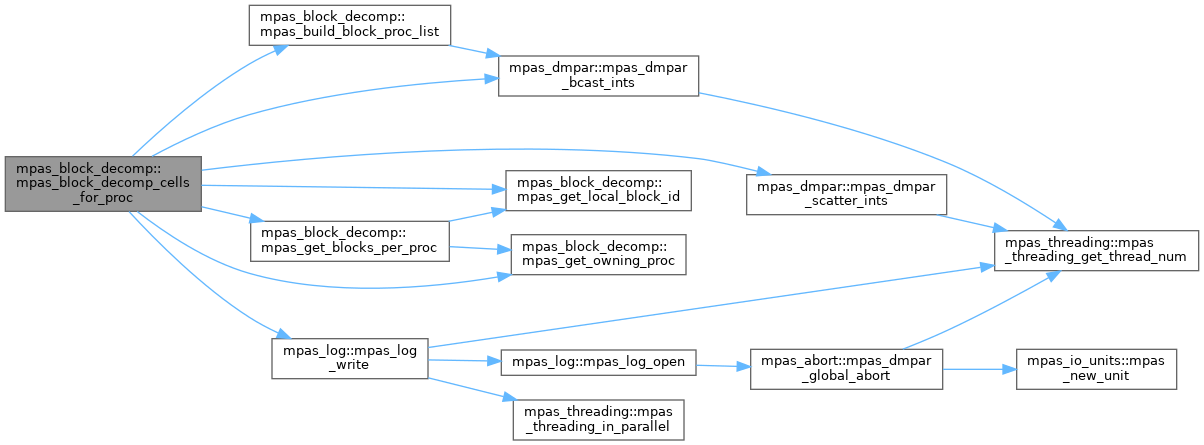 mpas_block_decomp::
mpas_build_block_proc_list
mpas_dmpar::mpas_dmpar
_bcast_ints
mpas_block_decomp::
mpas_block_decomp_cells
_for_proc
mpas_block_decomp::
mpas_get_local_block_id
mpas_dmpar::mpas_dmpar
_scatter_ints
mpas_block_decomp::
mpas_get_blocks_per_proc
mpas_block_decomp::
mpas_get_owning_proc
mpas_threading::mpas
_threading_get_thread_num
mpas_log::mpas_log
_write
mpas_log::mpas_log_open
mpas_abort::mpas_dmpar
_global_abort
mpas_io_units::mpas
_new_unit
mpas_threading::mpas
_threading_in_parallel